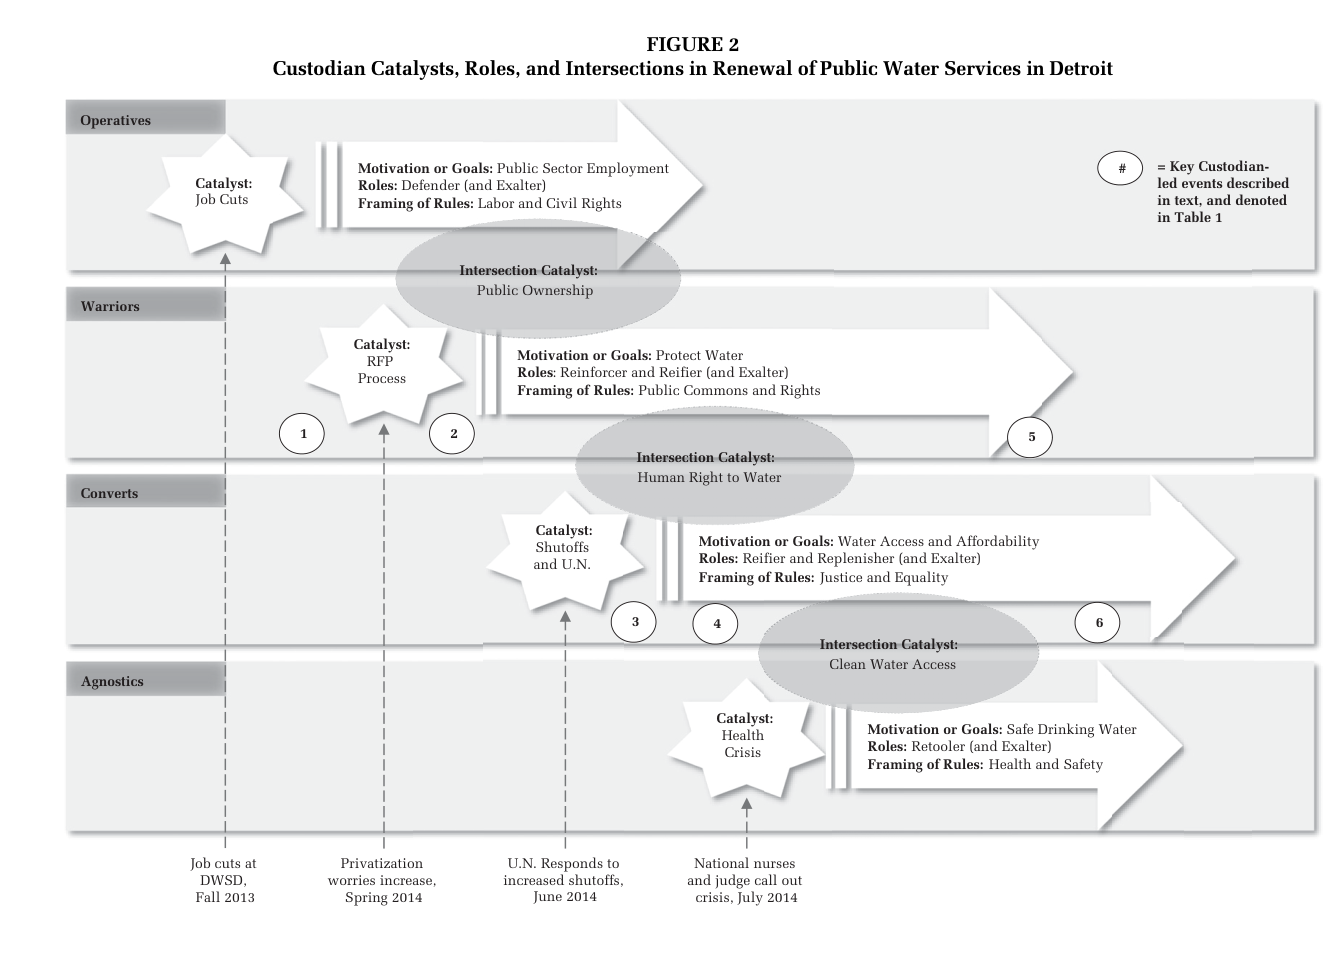 FIGURE 2
Custodian Catalysts, Roles, and Intersections in Renewal of Public Water Services in Detroit
Operatives
Catalyst:
Job Cuts
Motivation or Goals: Public Sector Employment
Roles: Defender (and Exalter)
Framing of Rules: Labor and Civil Rights
#
= Key Custodian-
led events described
in text, and denoted
in Table 1
Intersection Catalyst:
Public Ownership
Warriors
Catalyst:
RFP
Process
Motivation or Goals: Protect Water
Roles: Reinforcer and Reifier (and Exalter)
Framing of Rules: Public Commons and Rights
1
2
5
Intersection Catalyst:
Human Right to Water
Converts
Catalyst:
Shutoffs
and U.N.
Motivation or Goals: Water Access and Affordability
Roles: Reifier and Replenisher (and Exalter)
Framing of Rules: Justice and Equality
3
4
6
Intersection Catalyst:
Clean Water Access
Agnostics
Catalyst:
Health
Crisis
Motivation or Goals: Safe Drinking Water
Roles: Retooler (and Exalter)
Framing of Rules: Health and Safety
Job cuts at
DWSD,
Fall 2013
Privatization
worries increase,
Spring 2014
U.N. Responds to
increased shutoffs,
June 2014
National nurses
and judge call out
crisis, July 2014